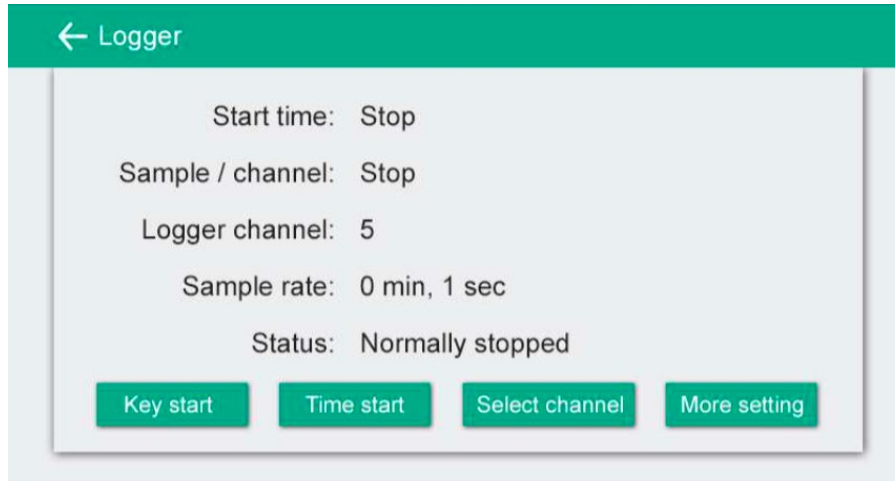 ← Logger
Start time: Stop
Sample / channel: Stop
Logger channel: 5
Sample rate: 0 min, 1 sec
Status: Normally stopped
Key start Time start Select channel More setting